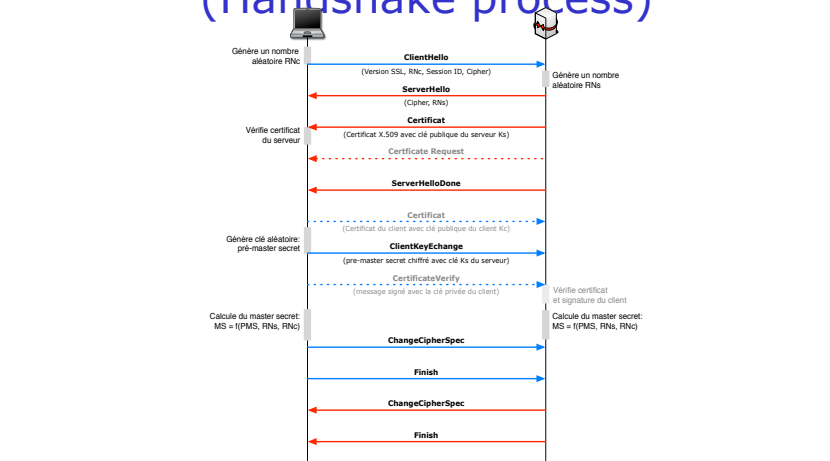 (Handshake process)
Génère un nombre
aléatoire RNc
ClientHello
(Version SSL, RNc, Session ID, Cipher)
Génère un nombre
aléatoire RNs
ServerHello
(Cipher, RNs)
Certificat
(Certificat X.509 avec clé publique du serveur Ks)
Vérifie certificat
du serveur
Certficate Request
ServerHelloDone
Certificat
(Certificat du client avec clé publique du client Kc)
Génère clé aléatoire:
pré-master secret
ClientKeyEchange
(pre-master secret chiffré avec clé Ks du serveur)
CertificateVerify
(message signé avec la clé privée du client)
Vérifie certificat
et signature du client
Calcule du master secret:
MS = f(PMS, RNs, RNc)
Calcule du master secret:
MS = f(PMS, RNs, RNc)
ChangeCipherSpec
Finish
ChangeCipherSpec
Finish